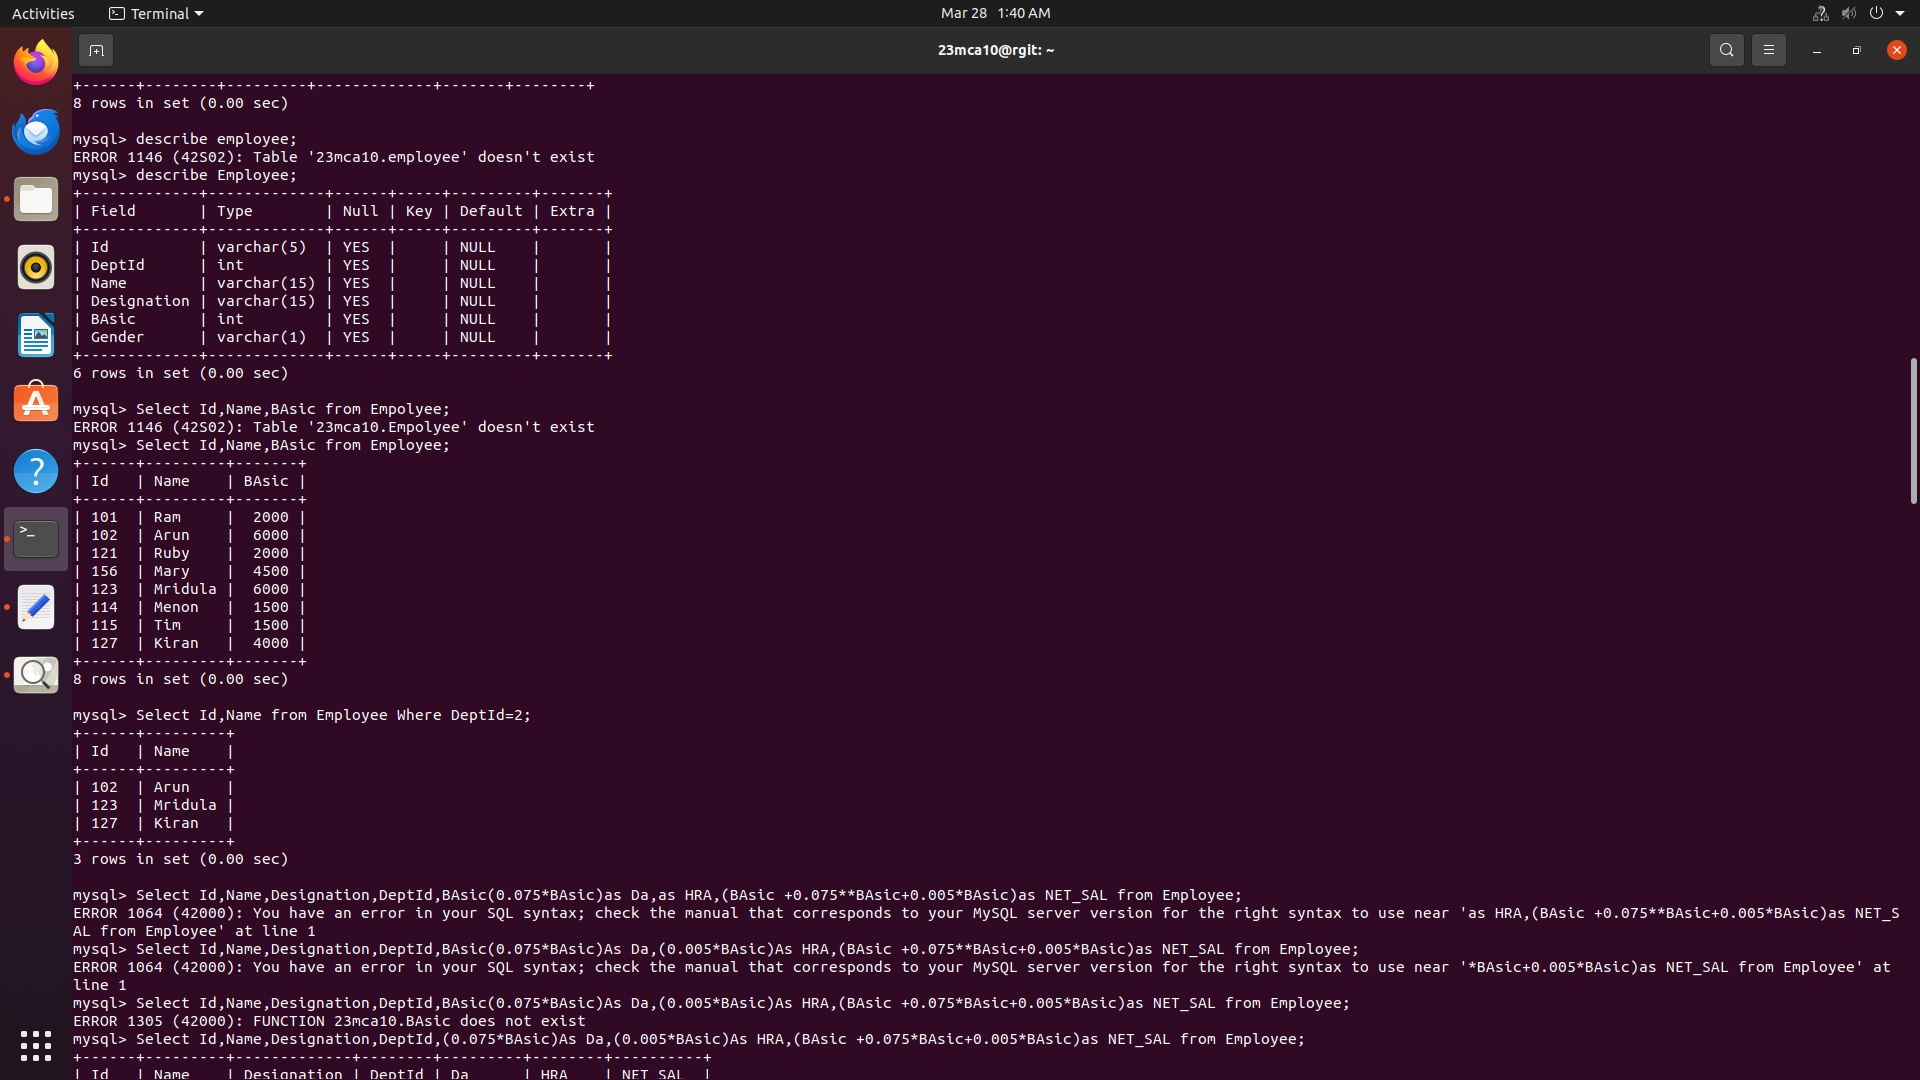 Activities Terminal Mar 28 1:40 AM
23mca10@rgit: ~
+------+--------+---------+-------------+-------+--------+
8 rows in set (0.00 sec)
mysql> describe employee;
ERROR 1146 (42S02): Table '23mca10.employee' doesn't exist
mysql> describe Employee;
+-------------+-------------+------+-----+---------+-------+
| Field       | Type        | Null | Key | Default | Extra |
+-------------+-------------+------+-----+---------+-------+
| Id          | varchar(5)  | YES  |     | NULL    |       |
| DeptId      | int         | YES  |     | NULL    |       |
| Name        | varchar(15) | YES  |     | NULL    |       |
| Designation | varchar(15) | YES  |     | NULL    |       |
| BAsic       | int         | YES  |     | NULL    |       |
| Gender      | varchar(1)  | YES  |     | NULL    |       |
+-------------+-------------+------+-----+---------+-------+
6 rows in set (0.00 sec)
mysql> Select Id,Name,BAsic from Empolyee;
ERROR 1146 (42S02): Table '23mca10.Empolyee' doesn't exist
mysql> Select Id,Name,BAsic from Employee;
+------+---------+-------+
| Id   | Name    | BAsic |
+------+---------+-------+
| 101  | Ram     |  2000 |
| 102  | Arun    |  6000 |
| 121  | Ruby    |  2000 |
| 156  | Mary    |  4500 |
| 123  | Mridula |  6000 |
| 114  | Menon   |  1500 |
| 115  | Tim     |  1500 |
| 127  | Kiran   |  4000 |
+------+---------+-------+
8 rows in set (0.00 sec)
mysql> Select Id,Name from Employee Where DeptId=2;
+------+---------+
| Id   | Name    |
+------+---------+
| 102  | Arun    |
| 123  | Mridula |
| 127  | Kiran   |
+------+---------+
3 rows in set (0.00 sec)
mysql> Select Id,Name,Designation,DeptId,BAsic(0.075*BAsic)as Da,as HRA,(BAsic +0.075**BAsic+0.005*BAsic)as NET_SAL from Employee;
ERROR 1064 (42000): You have an error in your SQL syntax; check the manual that corresponds to your MySQL server version for the right syntax to use near 'as HRA,(BAsic +0.075**BAsic+0.005*BAsic)as NET_S
AL from Employee' at line 1
mysql> Select Id,Name,Designation,DeptId,BAsic(0.075*BAsic)As Da,(0.005*BAsic)As HRA,(BAsic +0.075**BAsic+0.005*BAsic)as NET_SAL from Employee;
ERROR 1064 (42000): You have an error in your SQL syntax; check the manual that corresponds to your MySQL server version for the right syntax to use near '*BAsic+0.005*BAsic)as NET_SAL from Employee' at
line 1
mysql> Select Id,Name,Designation,DeptId,BAsic(0.075*BAsic)As Da,(0.005*BAsic)As HRA,(BAsic +0.075*BAsic+0.005*BAsic)as NET_SAL from Employee;
ERROR 1305 (42000): FUNCTION 23mca10.BAsic does not exist
mysql> Select Id,Name,Designation,DeptId,(0.075*BAsic)As Da,(0.005*BAsic)As HRA,(BAsic +0.075*BAsic+0.005*BAsic)as NET_SAL from Employee;
+------+---------+-------------+--------+---------+--------+----------+
| Id   | Name    | Designation | DeptId | Da      | HRA    | NET_SAL  |